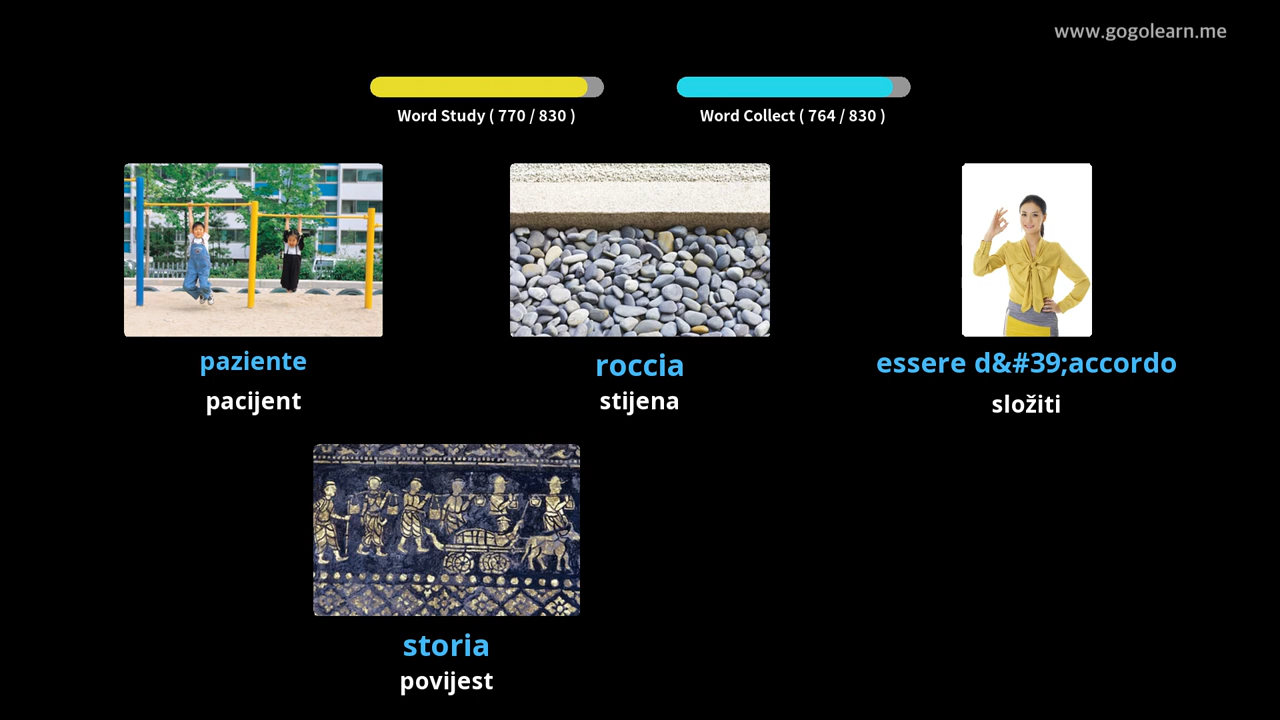 www.gogolearn.me
Word Study ( 770 / 830 )
Word Collect ( 764 / 830 )
paziente
pacijent
roccia
stijena
essere d&#39;accordo
složiti
storia
povijest